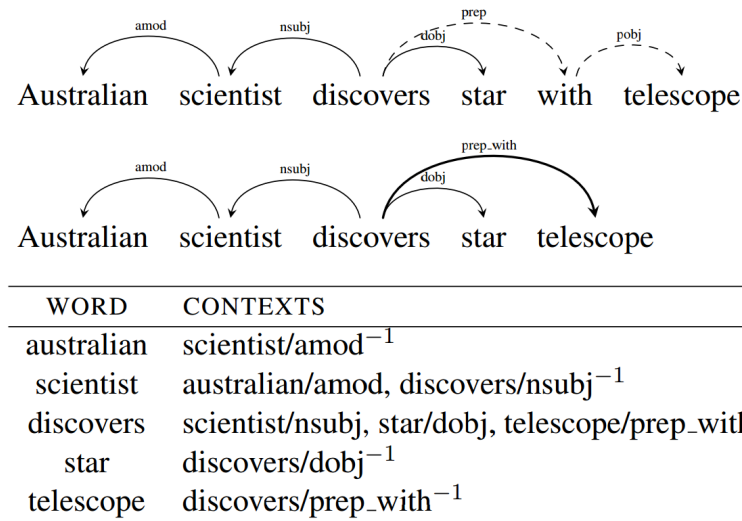 prep
amod nsubj dobj pobj
Australian scientist discovers star with telescope
prep_with
amod nsubj dobj
Australian scientist discovers star telescope
WORD CONTEXTS
australian scientist/amod⁻¹
scientist australian/amod, discovers/nsubj⁻¹
discovers scientist/nsubj, star/dobj, telescope/prep_with
star discovers/dobj⁻¹
telescope discovers/prep_with⁻¹